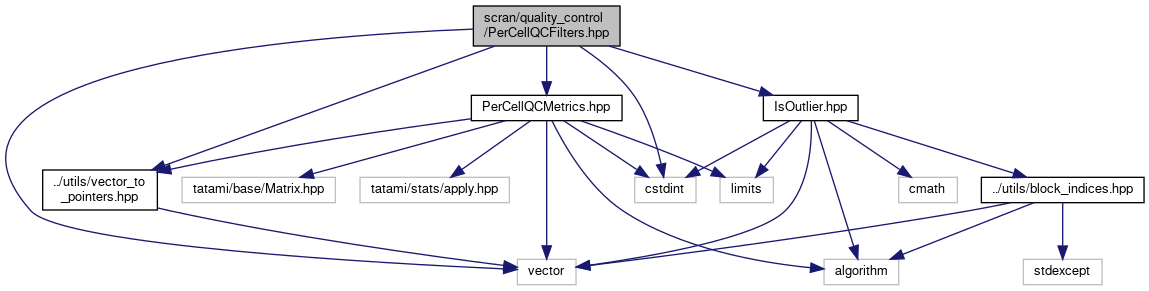 scran/quality_control
/PerCellQCFilters.hpp
PerCellQCMetrics.hpp
IsOutlier.hpp
../utils/vector_to
_pointers.hpp
tatami/base/Matrix.hpp
tatami/stats/apply.hpp
cstdint
limits
cmath
../utils/block_indices.hpp
vector
algorithm
stdexcept